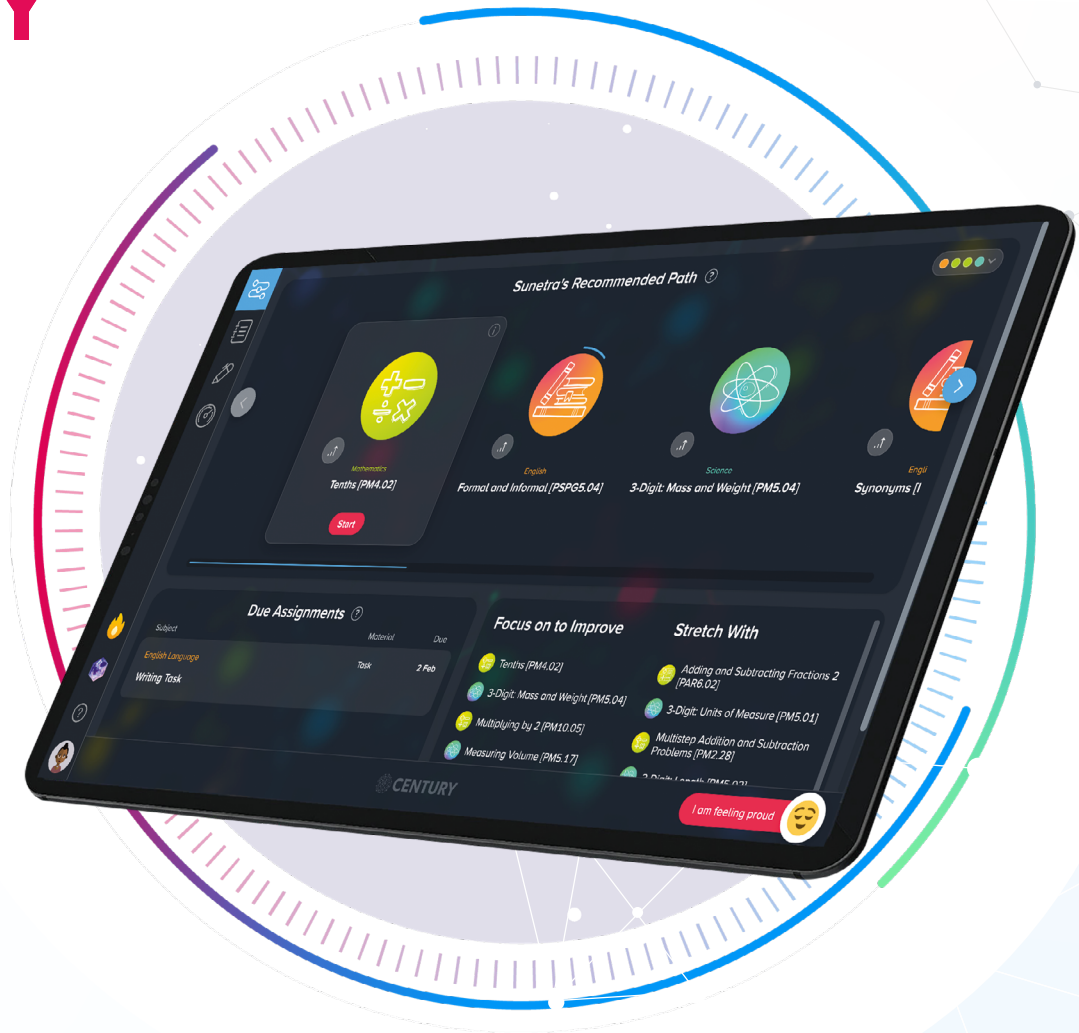 Y
Sunetra's Recommended Path ?
Mathematics
Tenths [PM4.02]
Start
English
Formal and Informal [PSPG5.04]
Science
3-Digit: Mass and Weight [PM5.04]
Engli
Synonyms [
Due Assignments ?
Subject Material Due
English Language Task 2 Feb
Writing Task
Focus on to Improve
Tenths [PM4.02]
3-Digit: Mass and Weight [PM5.04]
Multiplying by 2 [PM10.05]
Measuring Volume [PM5.17]
Stretch With
Adding and Subtracting Fractions 2
[PAR6.02]
3-Digit: Units of Measure [PM5.01]
Multistep Addition and Subtraction
Problems [PM2.28]
?
CENTURY
I am feeling proud